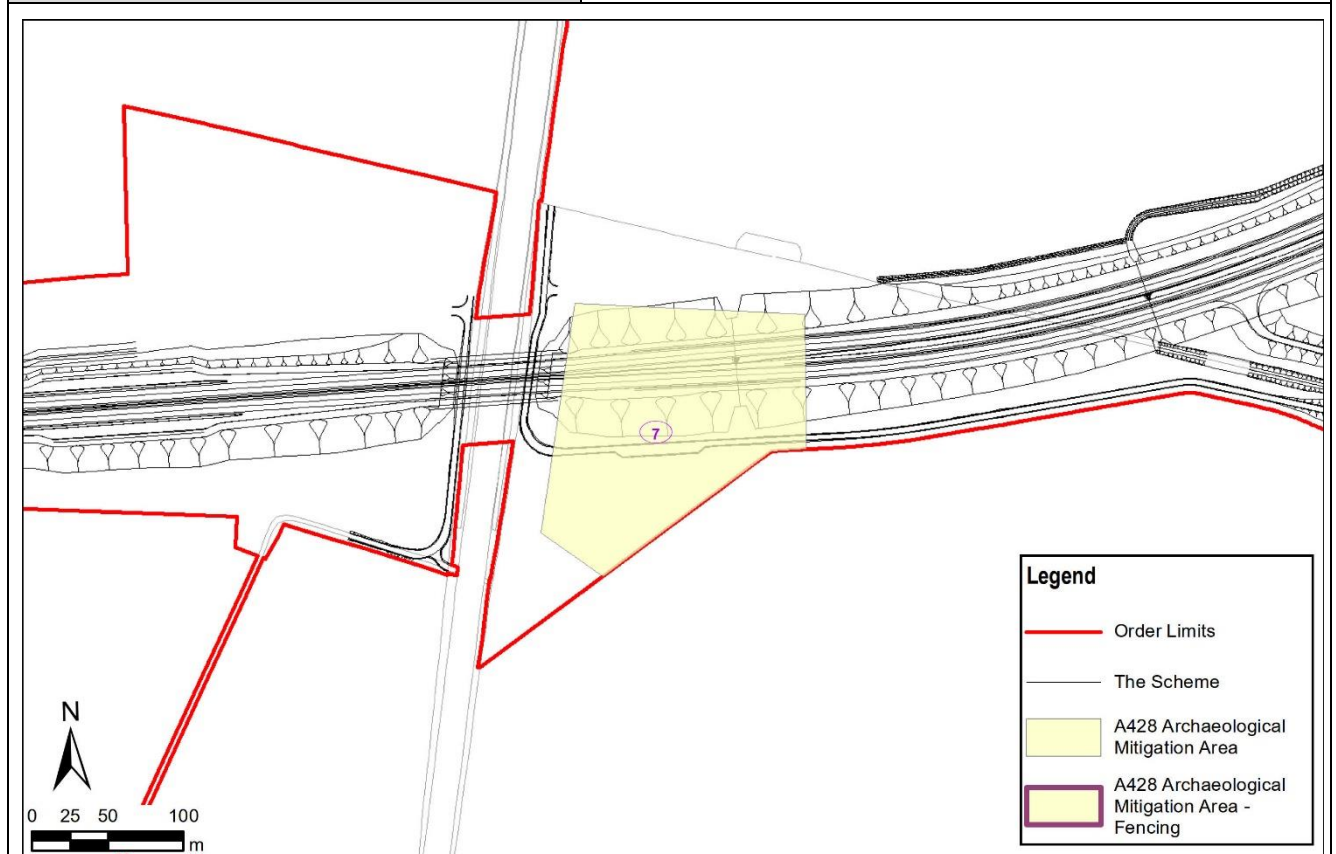 7
Legend
Order Limits
The Scheme
A428 Archaeological
Mitigation Area
A428 Archaeological
Mitigation Area -
Fencing
N
0 25 50 100
m